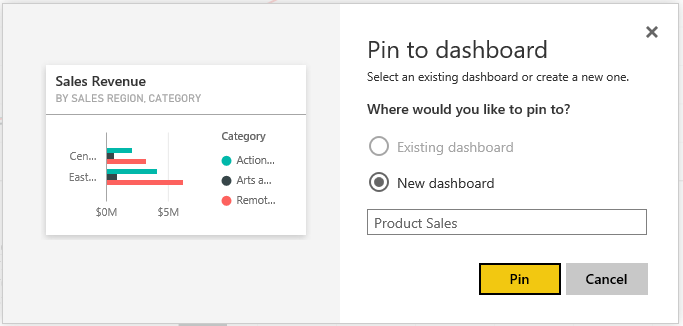 Sales Revenue
BY SALES REGION, CATEGORY
Category
Cen...
East...
$0M
$5M
Action...
Arts a...
Remot...
Pin to dashboard
Select an existing dashboard or create a new one.
Where would you like to pin to?
Existing dashboard
New dashboard
Product Sales
Pin
Cancel